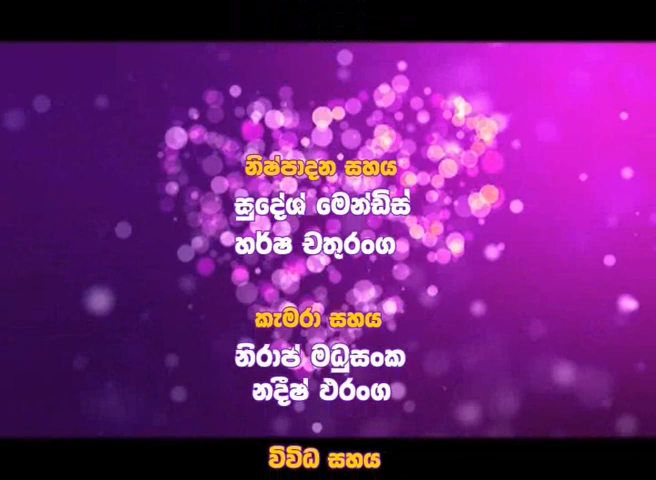 නිෂ්පාදන සහය
සුදේශ් මෙන්ඩිස්
හර්ෂ චතුරංග
කැමරා සහය
නිරාජ් මධුසංක
නදීෂ් එරංග
විවිධ සහය